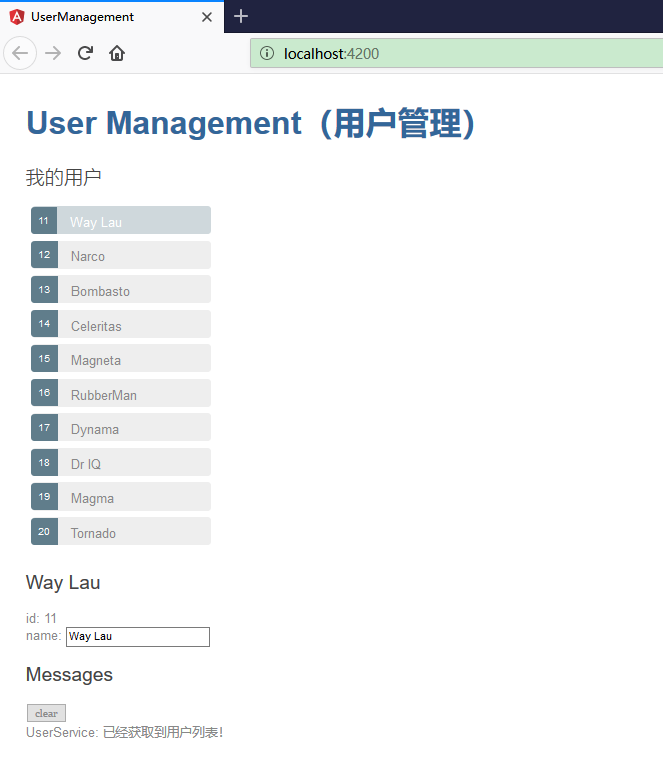 UserManagement
localhost:4200
User Management（用户管理）
我的用户
11 Way Lau
12 Narco
13 Bombasto
14 Celeritas
15 Magneta
16 RubberMan
17 Dynama
18 Dr IQ
19 Magma
20 Tornado
Way Lau
id: 11
name: Way Lau
Messages
clear
UserService: 已经获取到用户列表!